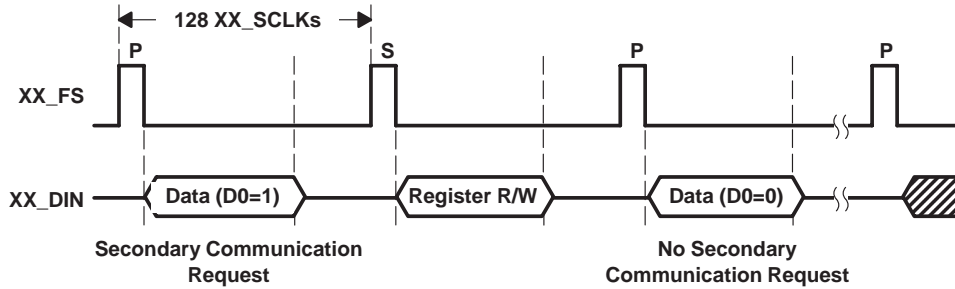 128 XX_SCLKs
P
S
P
P
XX_FS
XX_DIN
Data (D0=1)
Register R/W
Data (D0=0)
Secondary Communication
Request
No Secondary
Communication Request